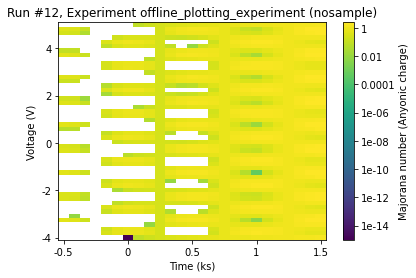 Run #12, Experiment offline_plotting_experiment (nosample)
4
2
0
-2
-4
Voltage (V)
-0.5
0
0.5
1
1.5
Time (ks)
1
0.01
0.0001
1e-06
1e-08
1e-10
1e-12
1e-14
Majorana number (Anyonic charge)